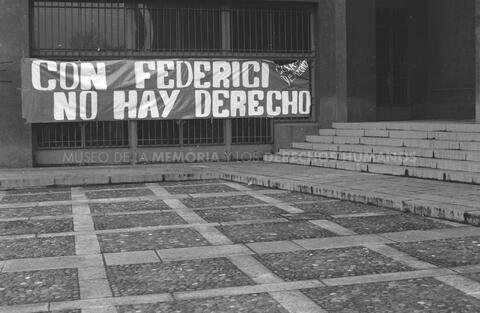 CON FEDERICI
NO HAY DERECHO
MUSEO DE LA MEMORIA Y LOS DERECHOS HUMANOS